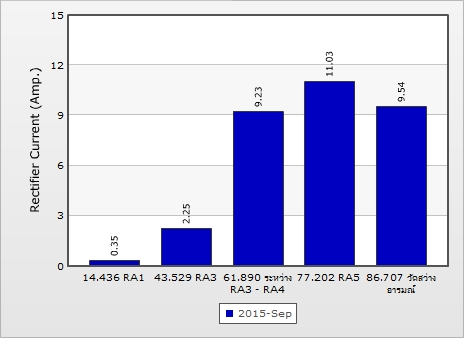 15
12
9
6
3
0
Rectifier Current (Amp.)
0.35
2.25
9.23
11.03
9.54
14.436 RA1
43.529 RA3
61.890 ระหว่าง
RA3 - RA4
77.202 RA5
86.707 วัดสว่าง
อารมณ์
2015-Sep